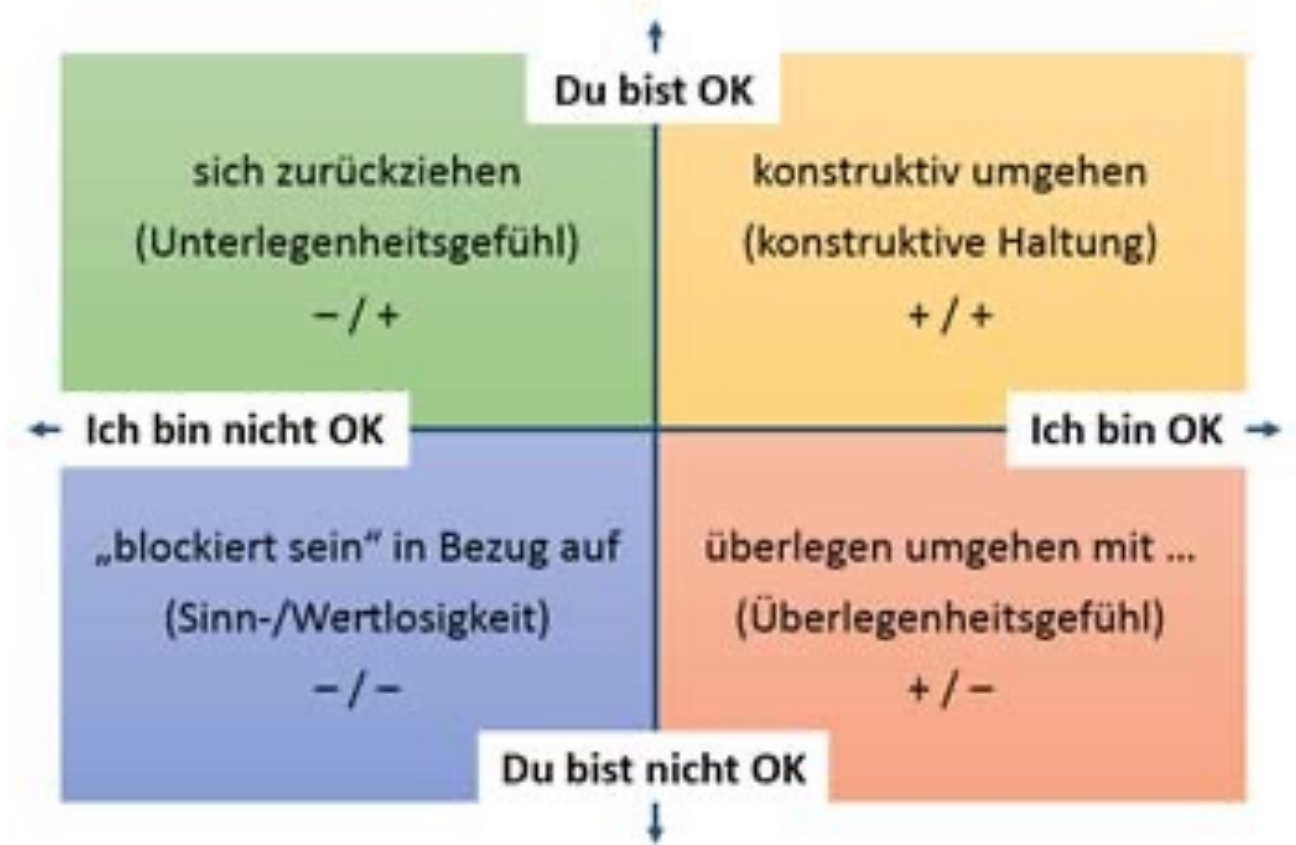 Du bist OK
sich zurückziehen
(Unterlegenheitsgefühl)
– / +
konstruktiv umgehen
(konstruktive Haltung)
+ / +
Ich bin nicht OK
Ich bin OK
„blockiert sein“ in Bezug auf
(Sinn-/Wertlosigkeit)
– / –
überlegen umgehen mit ...
(Überlegenheitsgefühl)
+ / –
Du bist nicht OK